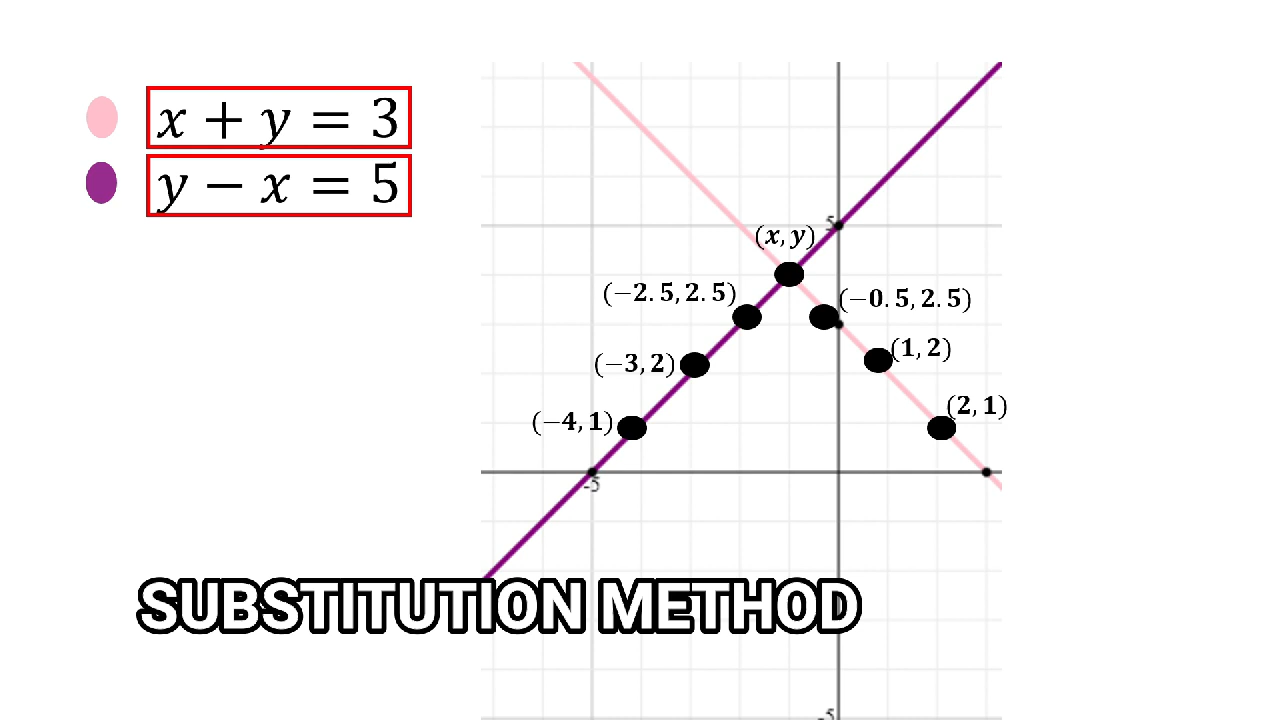 x + y = 3
y − x = 5
5
(x, y)
(−2.5, 2.5)
(−0.5, 2.5)
(1, 2)
(−3, 2)
(2, 1)
(−4, 1)
-5
SUBSTITUTION METHOD
-5